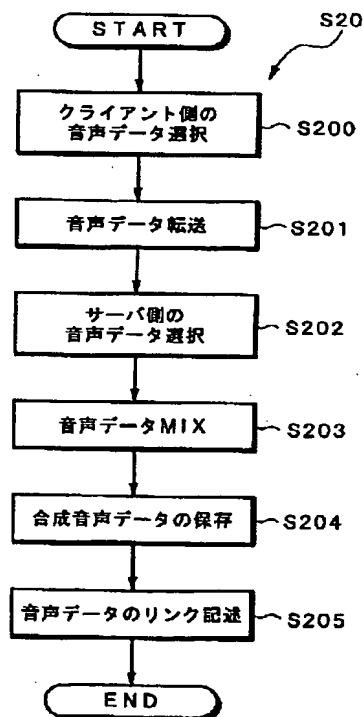 START
S20
クライアント側の
音声データ選択
S200
音声データ転送
S201
サーバ側の
音声データ選択
S202
音声データMIX
S203
合成音声データの保存
S204
音声データのリンク記述
S205
END